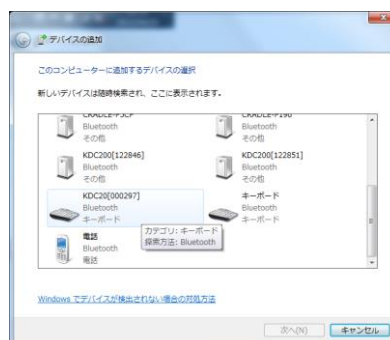 デバイスの追加
このコンピューターに追加するデバイスの選択
新しいデバイスは随時検索され、ここに表示されます。
Bluetooth
その他
Bluetooth
その他
KDC200[122846]
Bluetooth
その他
KDC200[122851]
Bluetooth
その他
KDC20[000297]
Bluetooth
キーボード
キーボード
Bluetooth
キーボード
電話
Bluetooth
電話
カテゴリ: キーボード
探索方法: Bluetooth
Windows でデバイスが検出されない場合の対処方法
次へ(N)
キャンセル